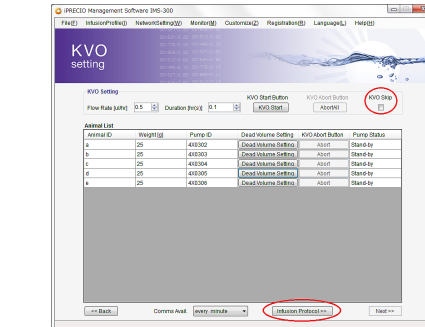 iPRECIO Management Software IMS-300
File(F) InfusionProfile(I) NetworkSetting(W) Monitor(M) Customize(Z) Registration(R) Language(L) Help(H)
KVO
setting
KVO Setting
KVO Start Button KVO Abort Button KVO Skip
Flow Rate [ul/hr] 0.5 Duration [hr(s)] 0.1 KVO Start AbortAll
Animal List
Animal ID Weight [g] Pump ID Dead Volume Setting KVO Abort Button Pump Status
a 25 4X0302 Dead Volume Setting Abort Stand-by
b 25 4X0303 Dead Volume Setting Abort Stand-by
c 25 4X0304 Dead Volume Setting Abort Stand-by
d 25 4X0305 Dead Volume Setting Abort Stand-by
e 25 4X0306 Dead Volume Setting Abort Stand-by
<< Back Comms Avail. every minute Infusion Protocol >> Next >>